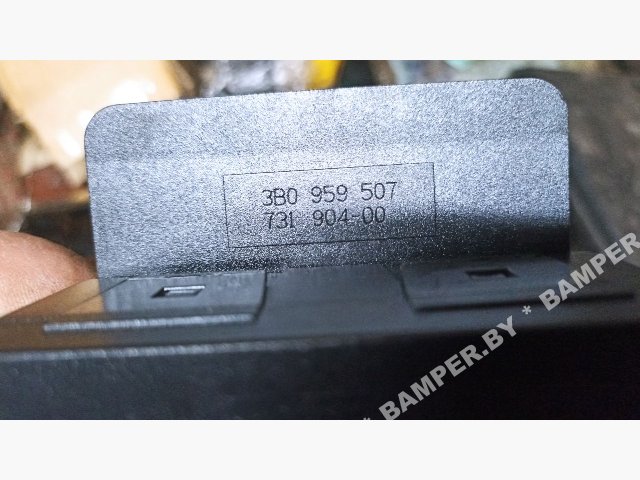 3B0 959 507
731 904-00
* BAMPER.BY * BAMPER.